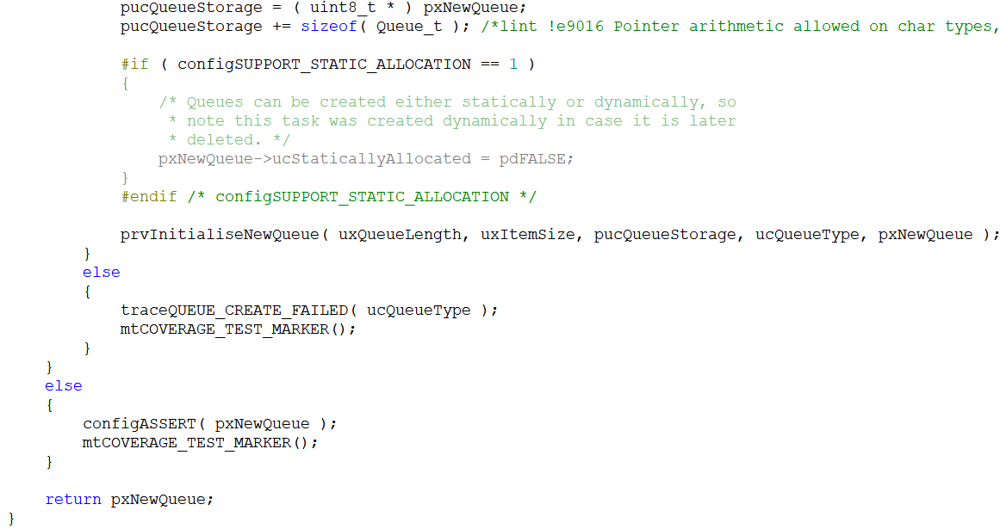 pucQueueStorage = ( uint8_t * ) pxNewQueue;
pucQueueStorage += sizeof( Queue_t ); /*lint !e9016 Pointer arithmetic allowed on char types,
#if ( configSUPPORT_STATIC_ALLOCATION == 1 )
{
/* Queues can be created either statically or dynamically, so
* note this task was created dynamically in case it is later
* deleted. */
pxNewQueue->ucStaticallyAllocated = pdFALSE;
}
#endif /* configSUPPORT_STATIC_ALLOCATION */
prvInitialiseNewQueue( uxQueueLength, uxItemSize, pucQueueStorage, ucQueueType, pxNewQueue );
}
else
{
traceQUEUE_CREATE_FAILED( ucQueueType );
mtCOVERAGE_TEST_MARKER();
}
}
else
{
configASSERT( pxNewQueue );
mtCOVERAGE_TEST_MARKER();
}
return pxNewQueue;
}